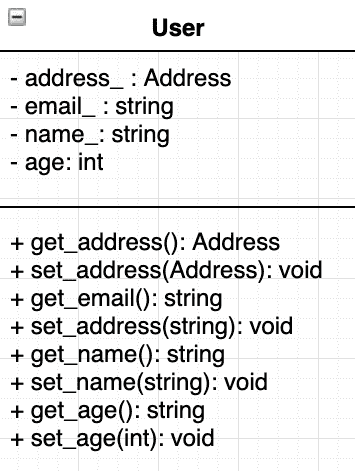 User
- address_ : Address
- email_ : string
- name_: string
- age: int
+ get_address(): Address
+ set_address(Address): void
+ get_email(): string
+ set_address(string): void
+ get_name(): string
+ set_name(string): void
+ get_age(): string
+ set_age(int): void